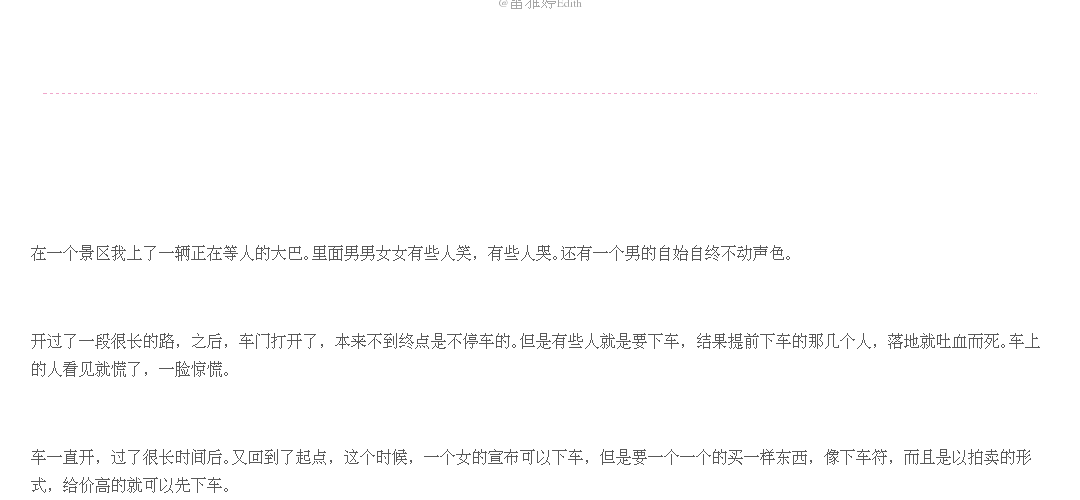 @雷雅婷Edith
在一个景区我上了一辆正在等人的大巴。里面男男女女有些人笑，有些人哭。还有一个男的自始自终不动声色。
开过了一段很长的路，之后，车门打开了，本来不到终点是不停车的。但是有些人就是要下车，结果提前下车的那几个人，落地就吐血而死。车上
的人看见就慌了，一脸惊慌。
车一直开，过了很长时间后。又回到了起点，这个时候，一个女的宣布可以下车，但是要一个一个的买一样东西，像下车符，而且是以拍卖的形
式，给价高的就可以先下车。